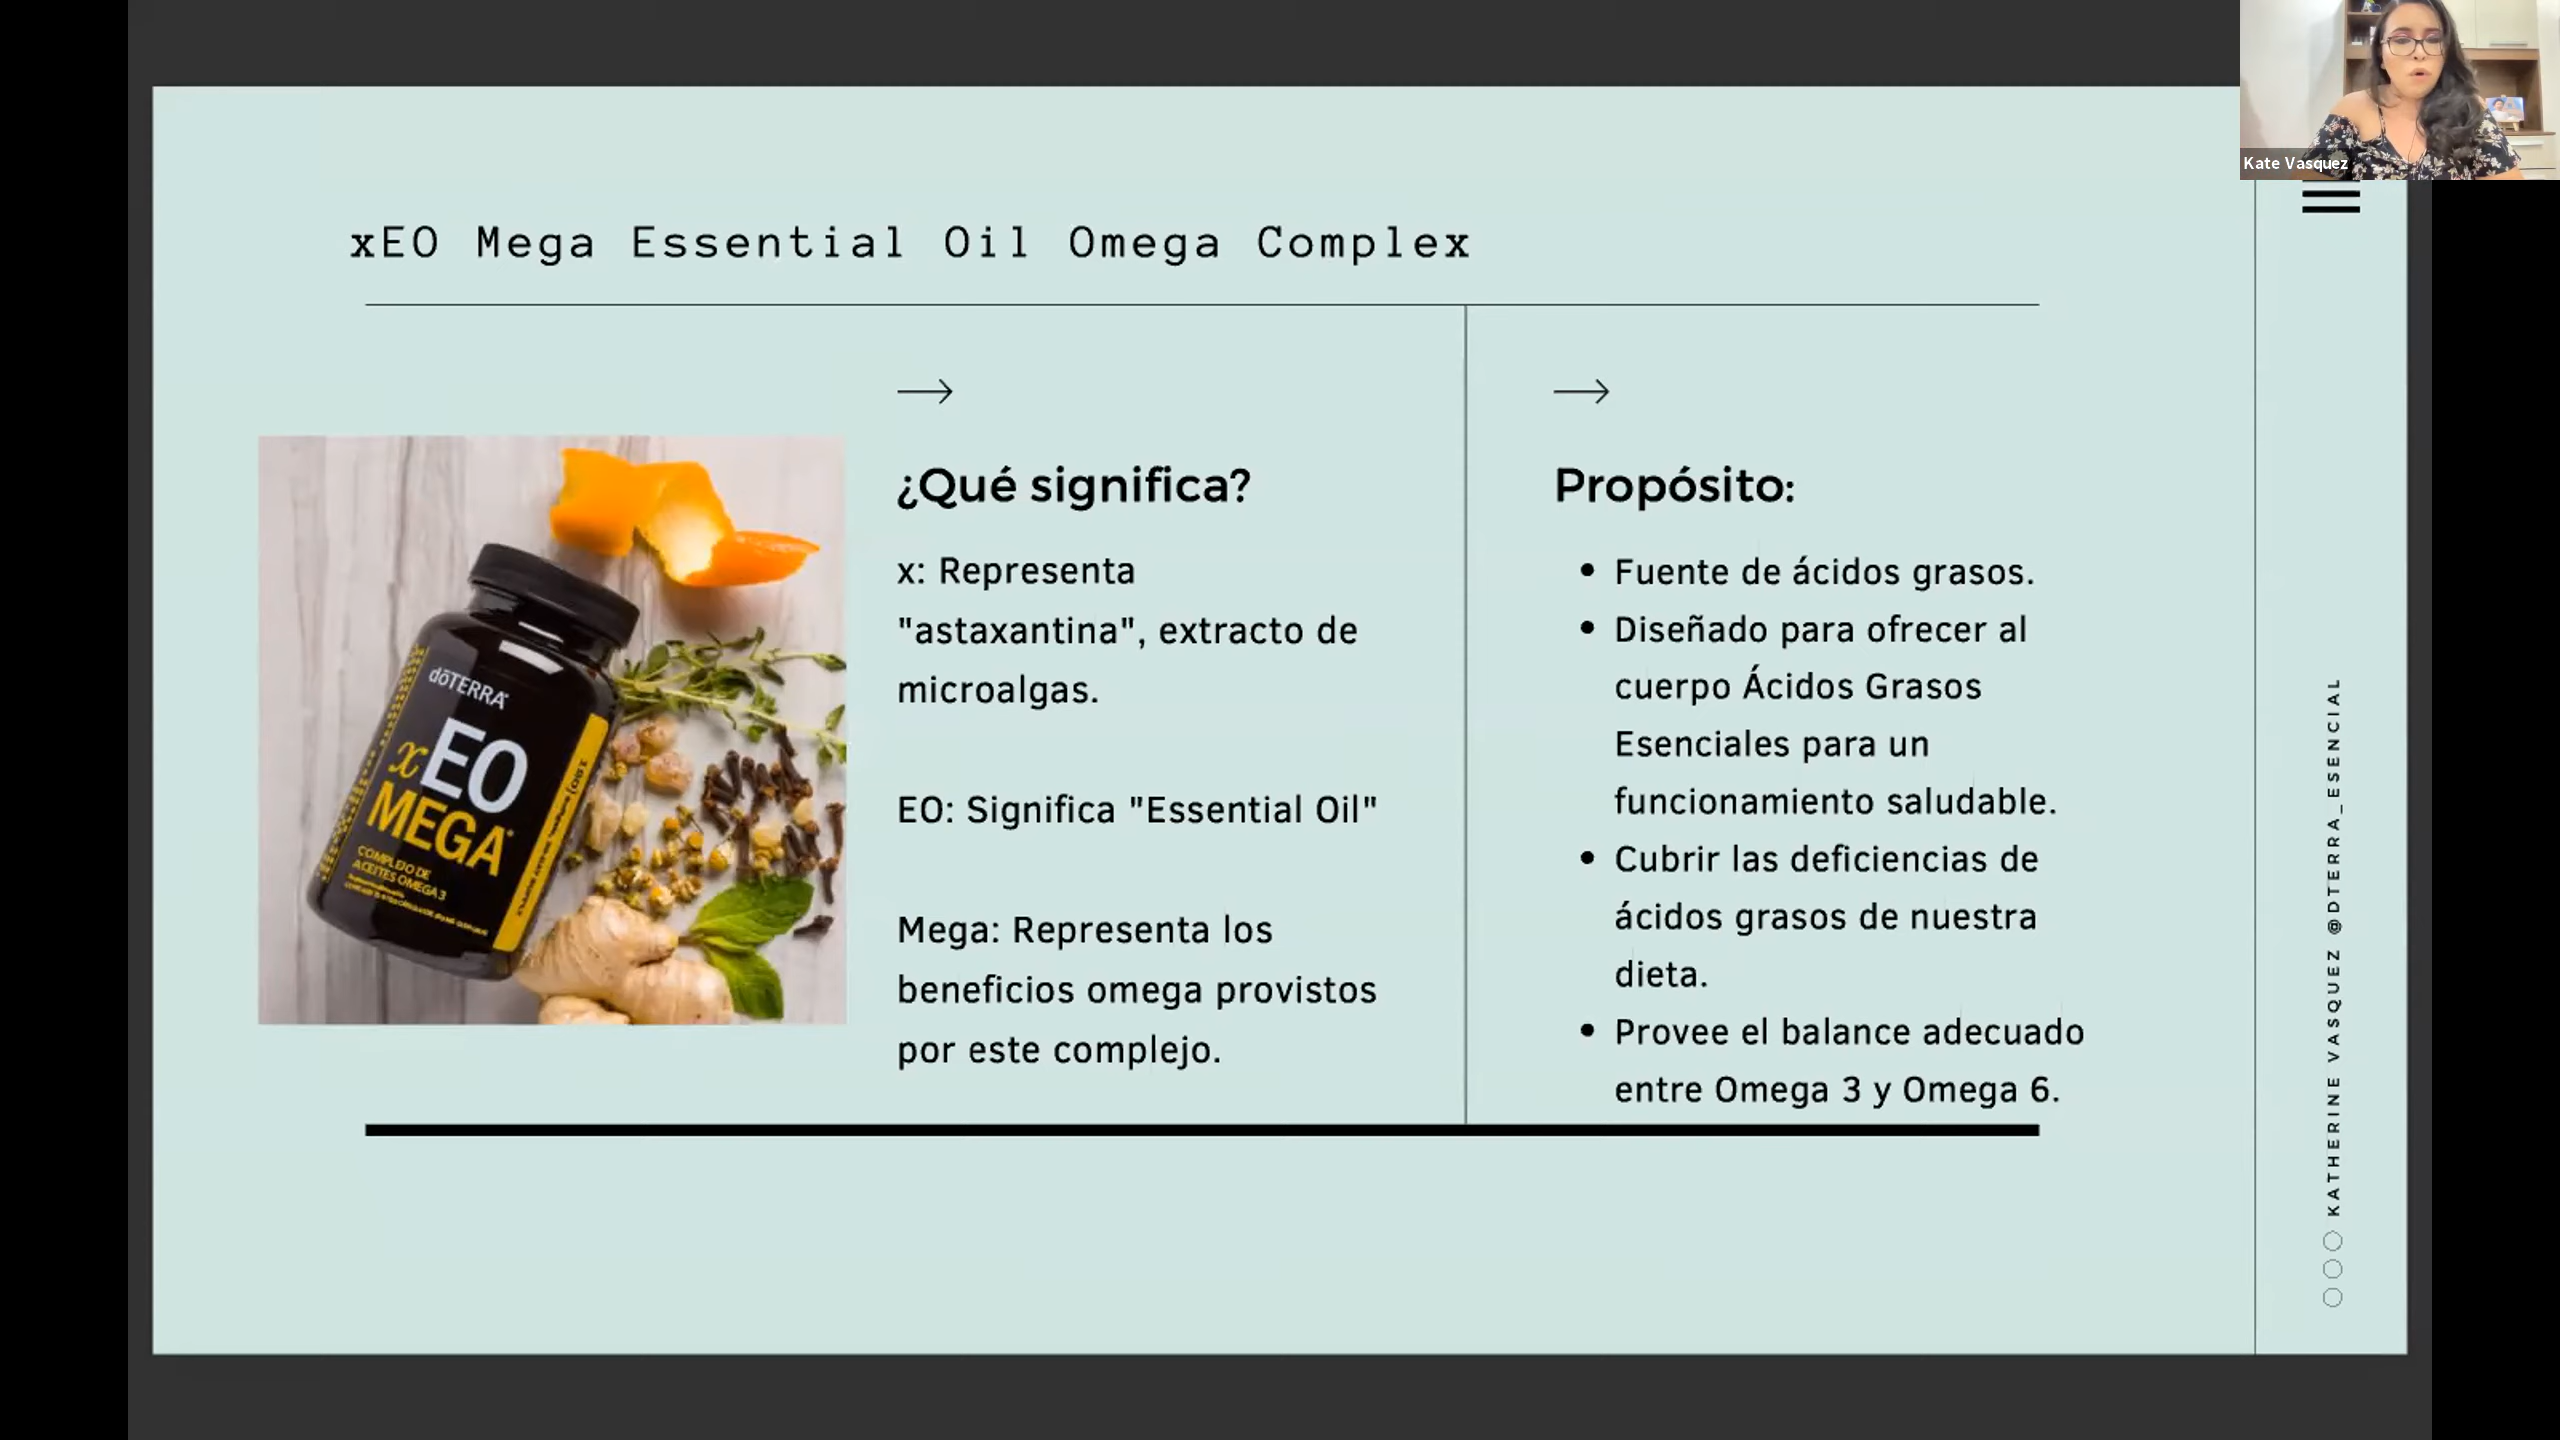 Kate Vasquez
xEO Mega Essential Oil Omega Complex
dōTERRA
xEO
MEGA
COMPLEJO DE
ACEITES OMEGA 3
¿Qué significa?
x: Representa
"astaxantina", extracto de
microalgas.
EO: Significa "Essential Oil"
Mega: Representa los
beneficios omega provistos
por este complejo.
Propósito:
Fuente de ácidos grasos.
Diseñado para ofrecer al
cuerpo Ácidos Grasos
Esenciales para un
funcionamiento saludable.
Cubrir las deficiencias de
ácidos grasos de nuestra
dieta.
Provee el balance adecuado
entre Omega 3 y Omega 6.
KATHERINE VASQUEZ @DTERRA_ESENCIAL